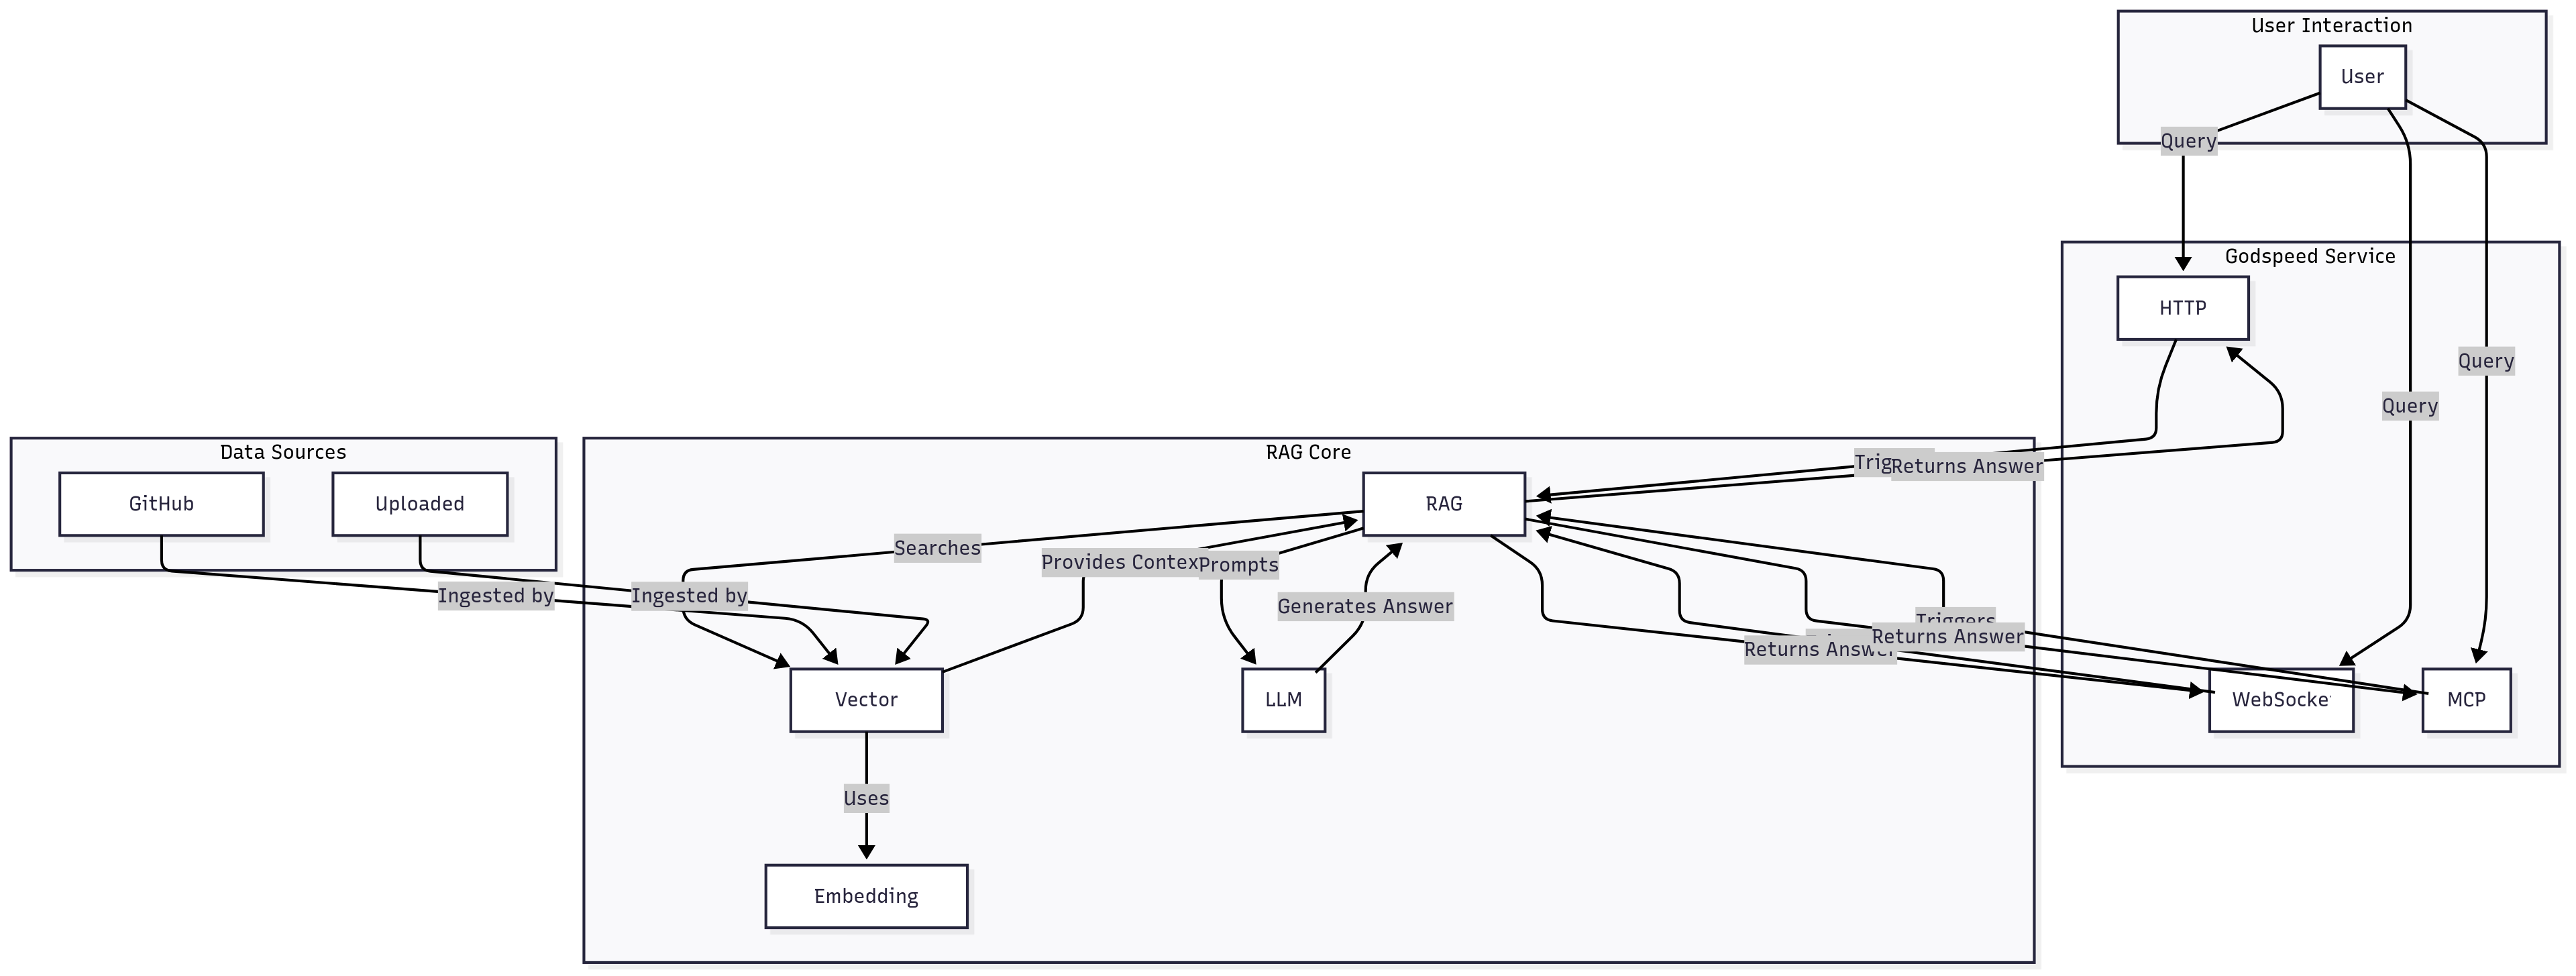 User Interaction
User
Query
Godspeed Service
HTTP
Query
Query
Data Sources
RAG Core
GitHub
Uploaded
RAG
Returns Answer
Searches
Provides Contex
Prompts
Ingested by
Ingested by
Generates Answer
Triggers
Returns Answer
Returns Answer
Vector
LLM
WebSocke
MCP
Uses
Embedding